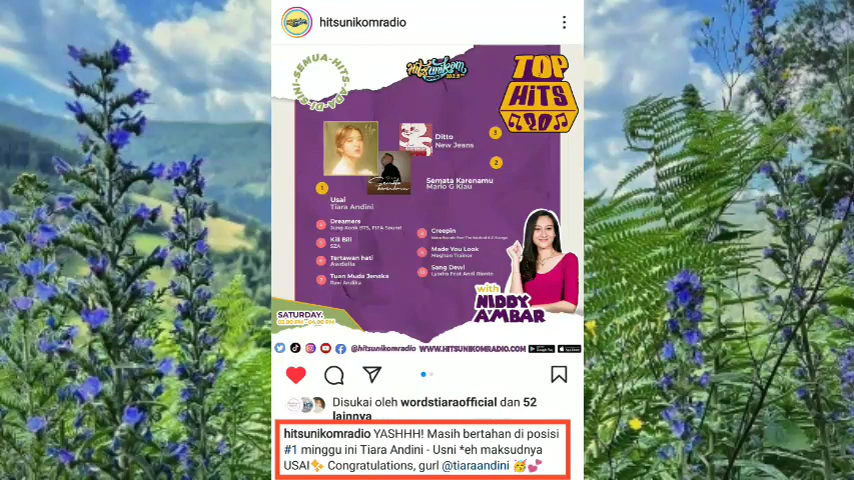 hitsunikomradio
SEMUA-HITS-ADA-DI-SINI
Hitsunikom
TOP
HITS
20
Ditto
New Jeans
3
2
Semata Karenamu
Mario G Klau
1
Usai
Tiara Andini
Dreamers
Jung Kook BTS, FIFA Sound
Kill Bill
SZA
Tertawan hati
Awdella
Tuan Muda Jenaka
Creepin
Made You Look
Meghan Trainor
Sang Dewi
with
NIDDY
AMBAR
SATURDAY.
@hitsunikomradio WWW.HITSUNIKOMRADIO.COM
Disukai oleh wordstiaraofficial dan 52
lainnya
hitsunikomradio YASHHH! Masih bertahan di posisi
#1 minggu ini Tiara Andini - Usni *eh maksudnya
USAI✨ Congratulations, gurl @tiaraandini 🥳💕